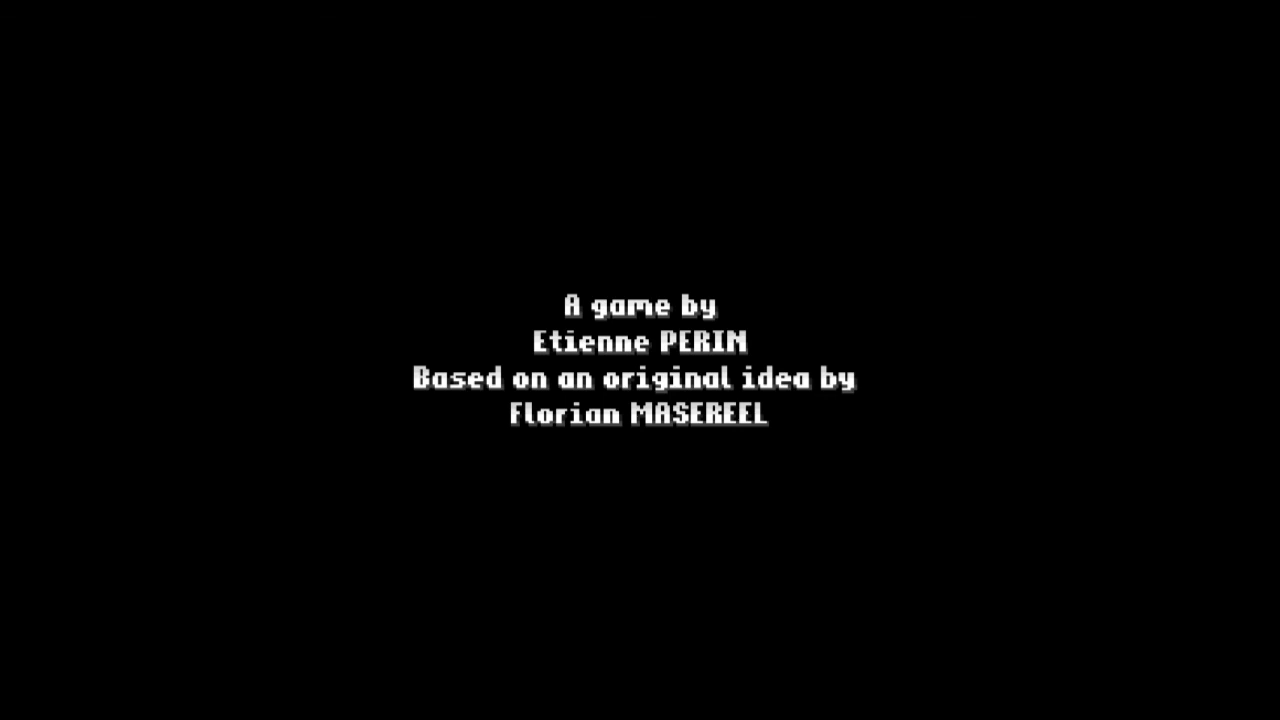 A game by
Etienne PERIN
Based on an original idea by
Florian MASEREEL